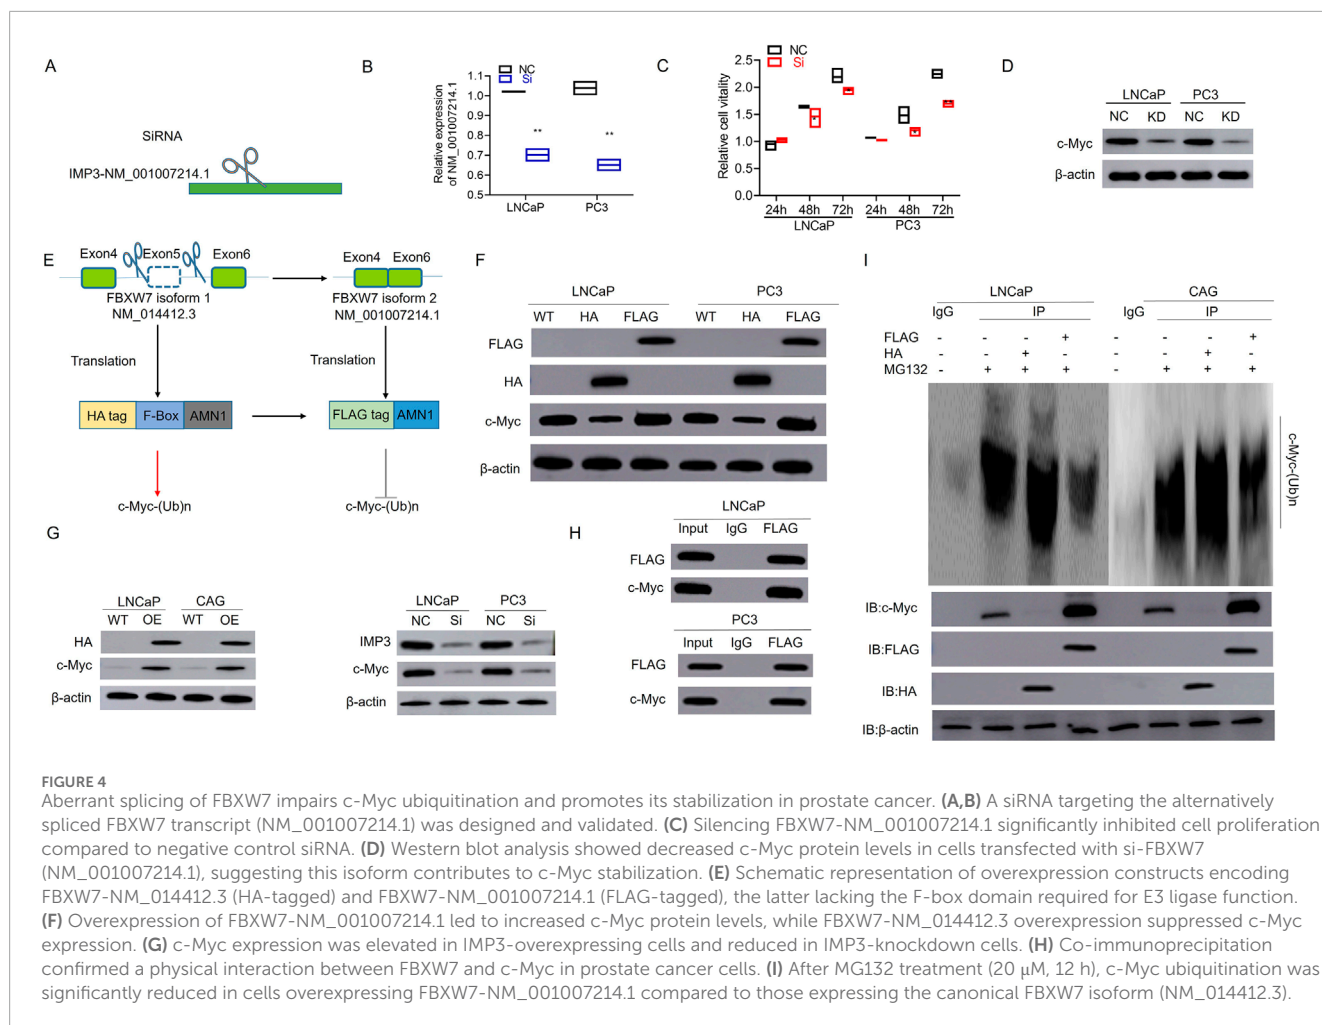 A
SiRNA
IMP3-NM_001007214.1
B
NC
Si
Relative expression
of NM_001007214.1
1.1
1.0
0.9
0.8
0.7
0.6
0.5
**
**
LNCaP PC3
C
NC
Si
Relative cell vitality
2.5
2.0
1.5
1.0
0.5
0.0
24h 48h 72h 24h 48h 72h
LNCaP PC3
D
LNCaP PC3
NC KD NC KD
c-Myc
β-actin
E
Exon4 Exon5 Exon6
FBXW7 isoform 1
NM_014412.3
Exon4 Exon6
FBXW7 isoform 2
NM_001007214.1
Translation Translation
HA tag F-Box AMN1
FLAG tag AMN1
c-Myc-(Ub)n c-Myc-(Ub)n
F
LNCaP PC3
WT HA FLAG WT HA FLAG
FLAG
HA
c-Myc
β-actin
G
LNCaP CAG
WT OE WT OE
HA
c-Myc
β-actin
LNCaP PC3
NC Si NC Si
IMP3
c-Myc
β-actin
H
LNCaP
Input IgG FLAG
FLAG
c-Myc
PC3
Input IgG FLAG
FLAG
c-Myc
I
LNCaP CAG
IgG IP IgG IP
FLAG - - - + - - - +
HA - - + - - - + -
MG132 - + + + - + + +
c-Myc-(Ub)n
IB:c-Myc
IB:FLAG
IB:HA
IB:β-actin
FIGURE 4
Aberrant splicing of FBXW7 impairs c-Myc ubiquitination and promotes its stabilization in prostate cancer. (A,B) A siRNA targeting the alternatively
spliced FBXW7 transcript (NM_001007214.1) was designed and validated. (C) Silencing FBXW7-NM_001007214.1 significantly inhibited cell proliferation
compared to negative control siRNA. (D) Western blot analysis showed decreased c-Myc protein levels in cells transfected with si-FBXW7
(NM_001007214.1), suggesting this isoform contributes to c-Myc stabilization. (E) Schematic representation of overexpression constructs encoding
FBXW7-NM_014412.3 (HA-tagged) and FBXW7-NM_001007214.1 (FLAG-tagged), the latter lacking the F-box domain required for E3 ligase function.
(F) Overexpression of FBXW7-NM_001007214.1 led to increased c-Myc protein levels, while FBXW7-NM_014412.3 overexpression suppressed c-Myc
expression. (G) c-Myc expression was elevated in IMP3-overexpressing cells and reduced in IMP3-knockdown cells. (H) Co-immunoprecipitation
confirmed a physical interaction between FBXW7 and c-Myc in prostate cancer cells. (I) After MG132 treatment (20 μM, 12 h), c-Myc ubiquitination was
significantly reduced in cells overexpressing FBXW7-NM_001007214.1 compared to those expressing the canonical FBXW7 isoform (NM_014412.3).